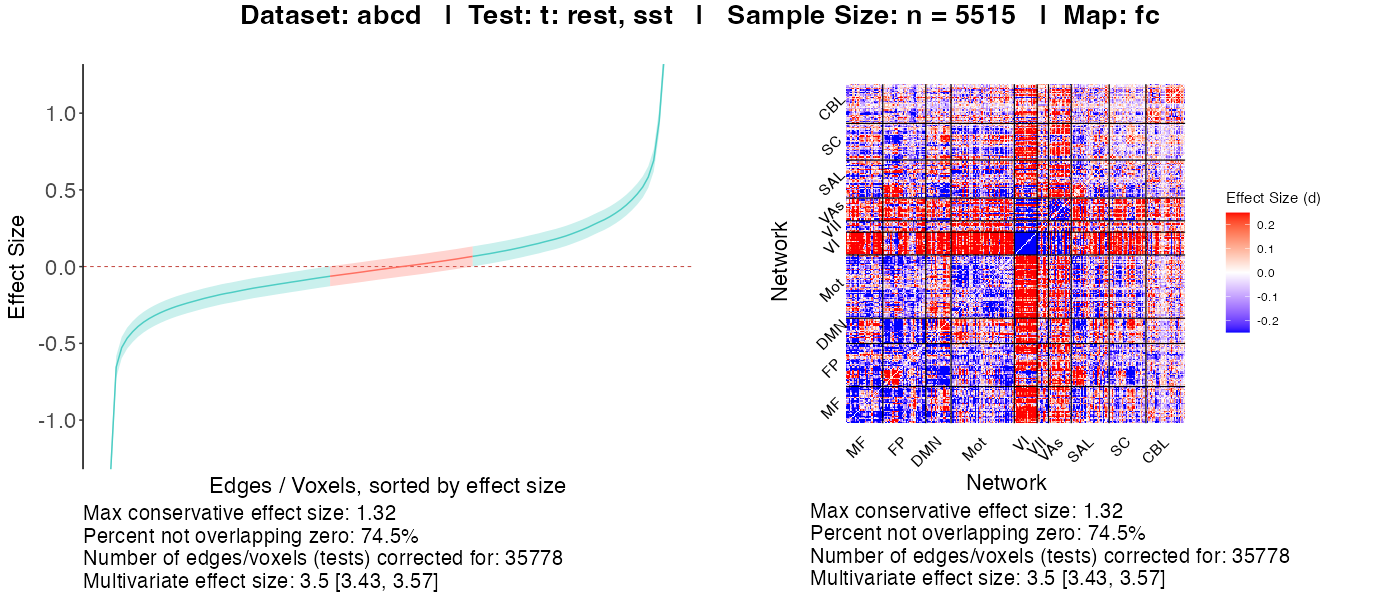 Dataset: abcd | Test: t: rest, sst | Sample Size: n = 5515 | Map: fc
Effect Size
1.0
0.5
0.0
-0.5
-1.0
Edges / Voxels, sorted by effect size
Max conservative effect size: 1.32
Percent not overlapping zero: 74.5%
Number of edges/voxels (tests) corrected for: 35778
Multivariate effect size: 3.5 [3.43, 3.57]
Network
CBL
SC
SAL
VAs
VII
VI
Mot
DMN
FP
MF
MF
FP
DMN
Mot
VI
VII
VAs
SAL
SC
CBL
Network
Effect Size (d)
0.2
0.1
0.0
-0.1
-0.2
Max conservative effect size: 1.32
Percent not overlapping zero: 74.5%
Number of edges/voxels (tests) corrected for: 35778
Multivariate effect size: 3.5 [3.43, 3.57]